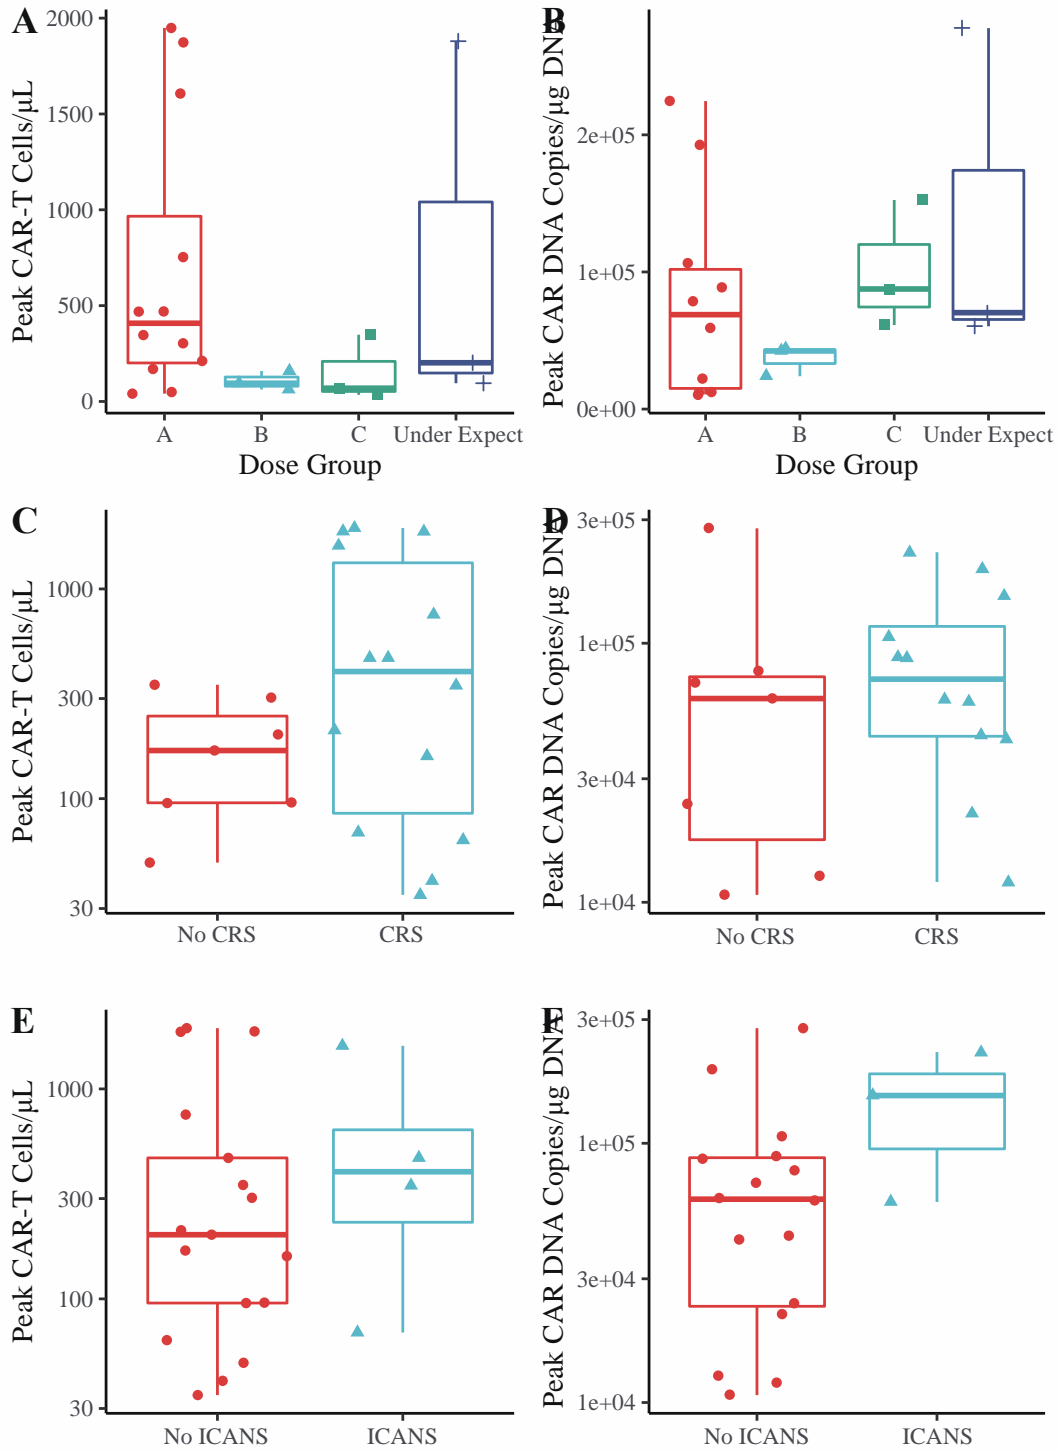 A
Peak CAR-T Cells/μL
2000
1500
1000
500
0
A B C Under Expect
Dose Group
B
Peak CAR DNA Copies/μg DNA
2e+05
1e+05
0e+00
A B C Under Expect
Dose Group
C
Peak CAR-T Cells/μL
1000
300
100
30
No CRS CRS
D
Peak CAR DNA Copies/μg DNA
3e+05
1e+05
3e+04
1e+04
No CRS CRS
E
Peak CAR-T Cells/μL
1000
300
100
30
No ICANS ICANS
F
Peak CAR DNA Copies/μg DNA
3e+05
1e+05
3e+04
1e+04
No ICANS ICANS